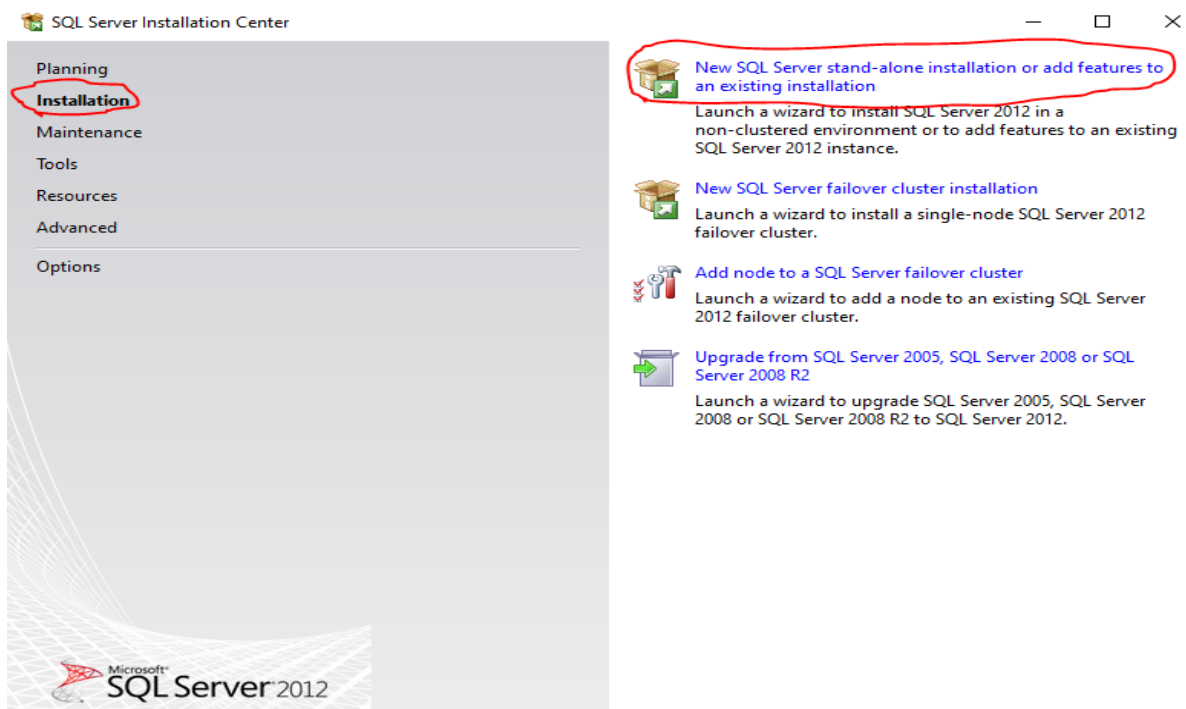 SQL Server Installation Center
Planning
Installation
Maintenance
Tools
Resources
Advanced
Options
New SQL Server stand-alone installation or add features to
an existing installation
Launch a wizard to install SQL Server 2012 in a
non-clustered environment or to add features to an existing
SQL Server 2012 instance.
New SQL Server failover cluster installation
Launch a wizard to install a single-node SQL Server 2012
failover cluster.
Add node to a SQL Server failover cluster
Launch a wizard to add a node to an existing SQL Server
2012 failover cluster.
Upgrade from SQL Server 2005, SQL Server 2008 or SQL
Server 2008 R2
Launch a wizard to upgrade SQL Server 2005, SQL Server
2008 or SQL Server 2008 R2 to SQL Server 2012.
Microsoft
SQL Server 2012